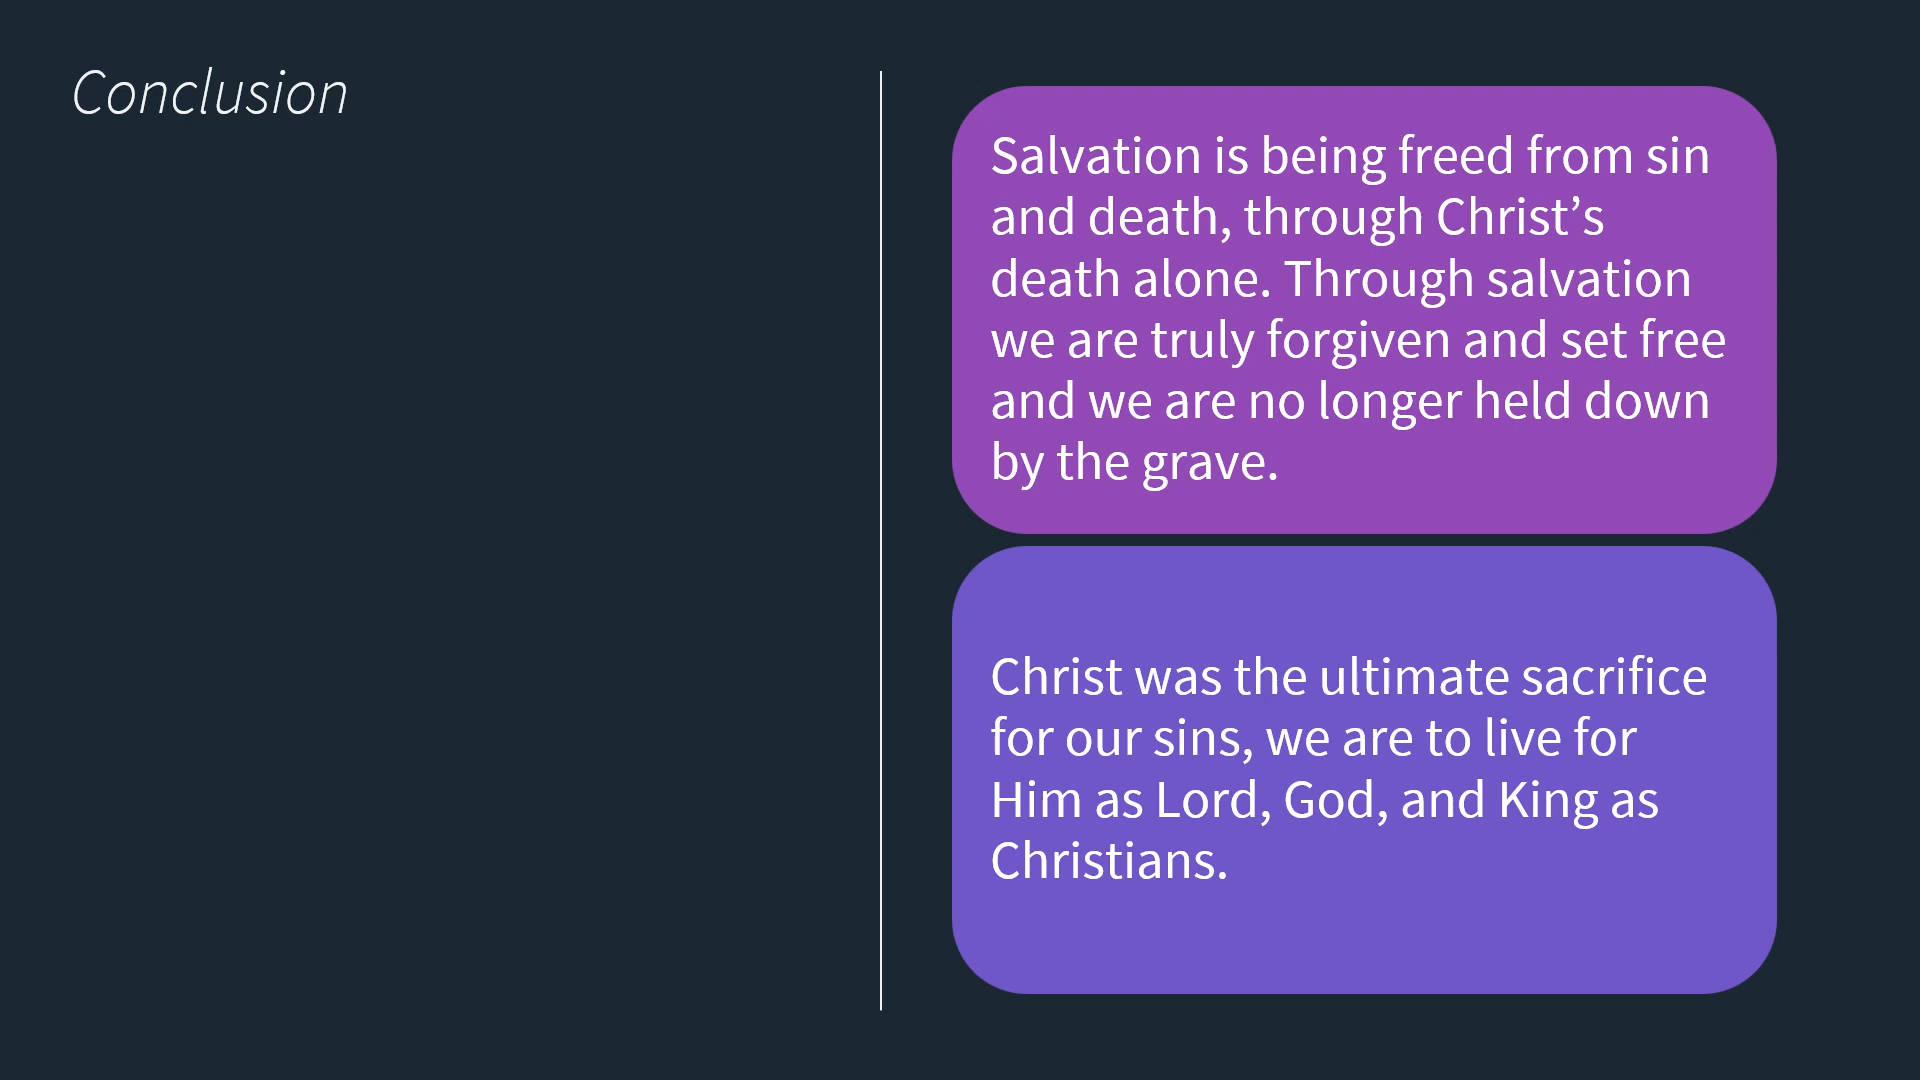 Conclusion
Salvation is being freed from sin
and death, through Christ’s
death alone. Through salvation
we are truly forgiven and set free
and we are no longer held down
by the grave.
Christ was the ultimate sacrifice
for our sins, we are to live for
Him as Lord, God, and King as
Christians.